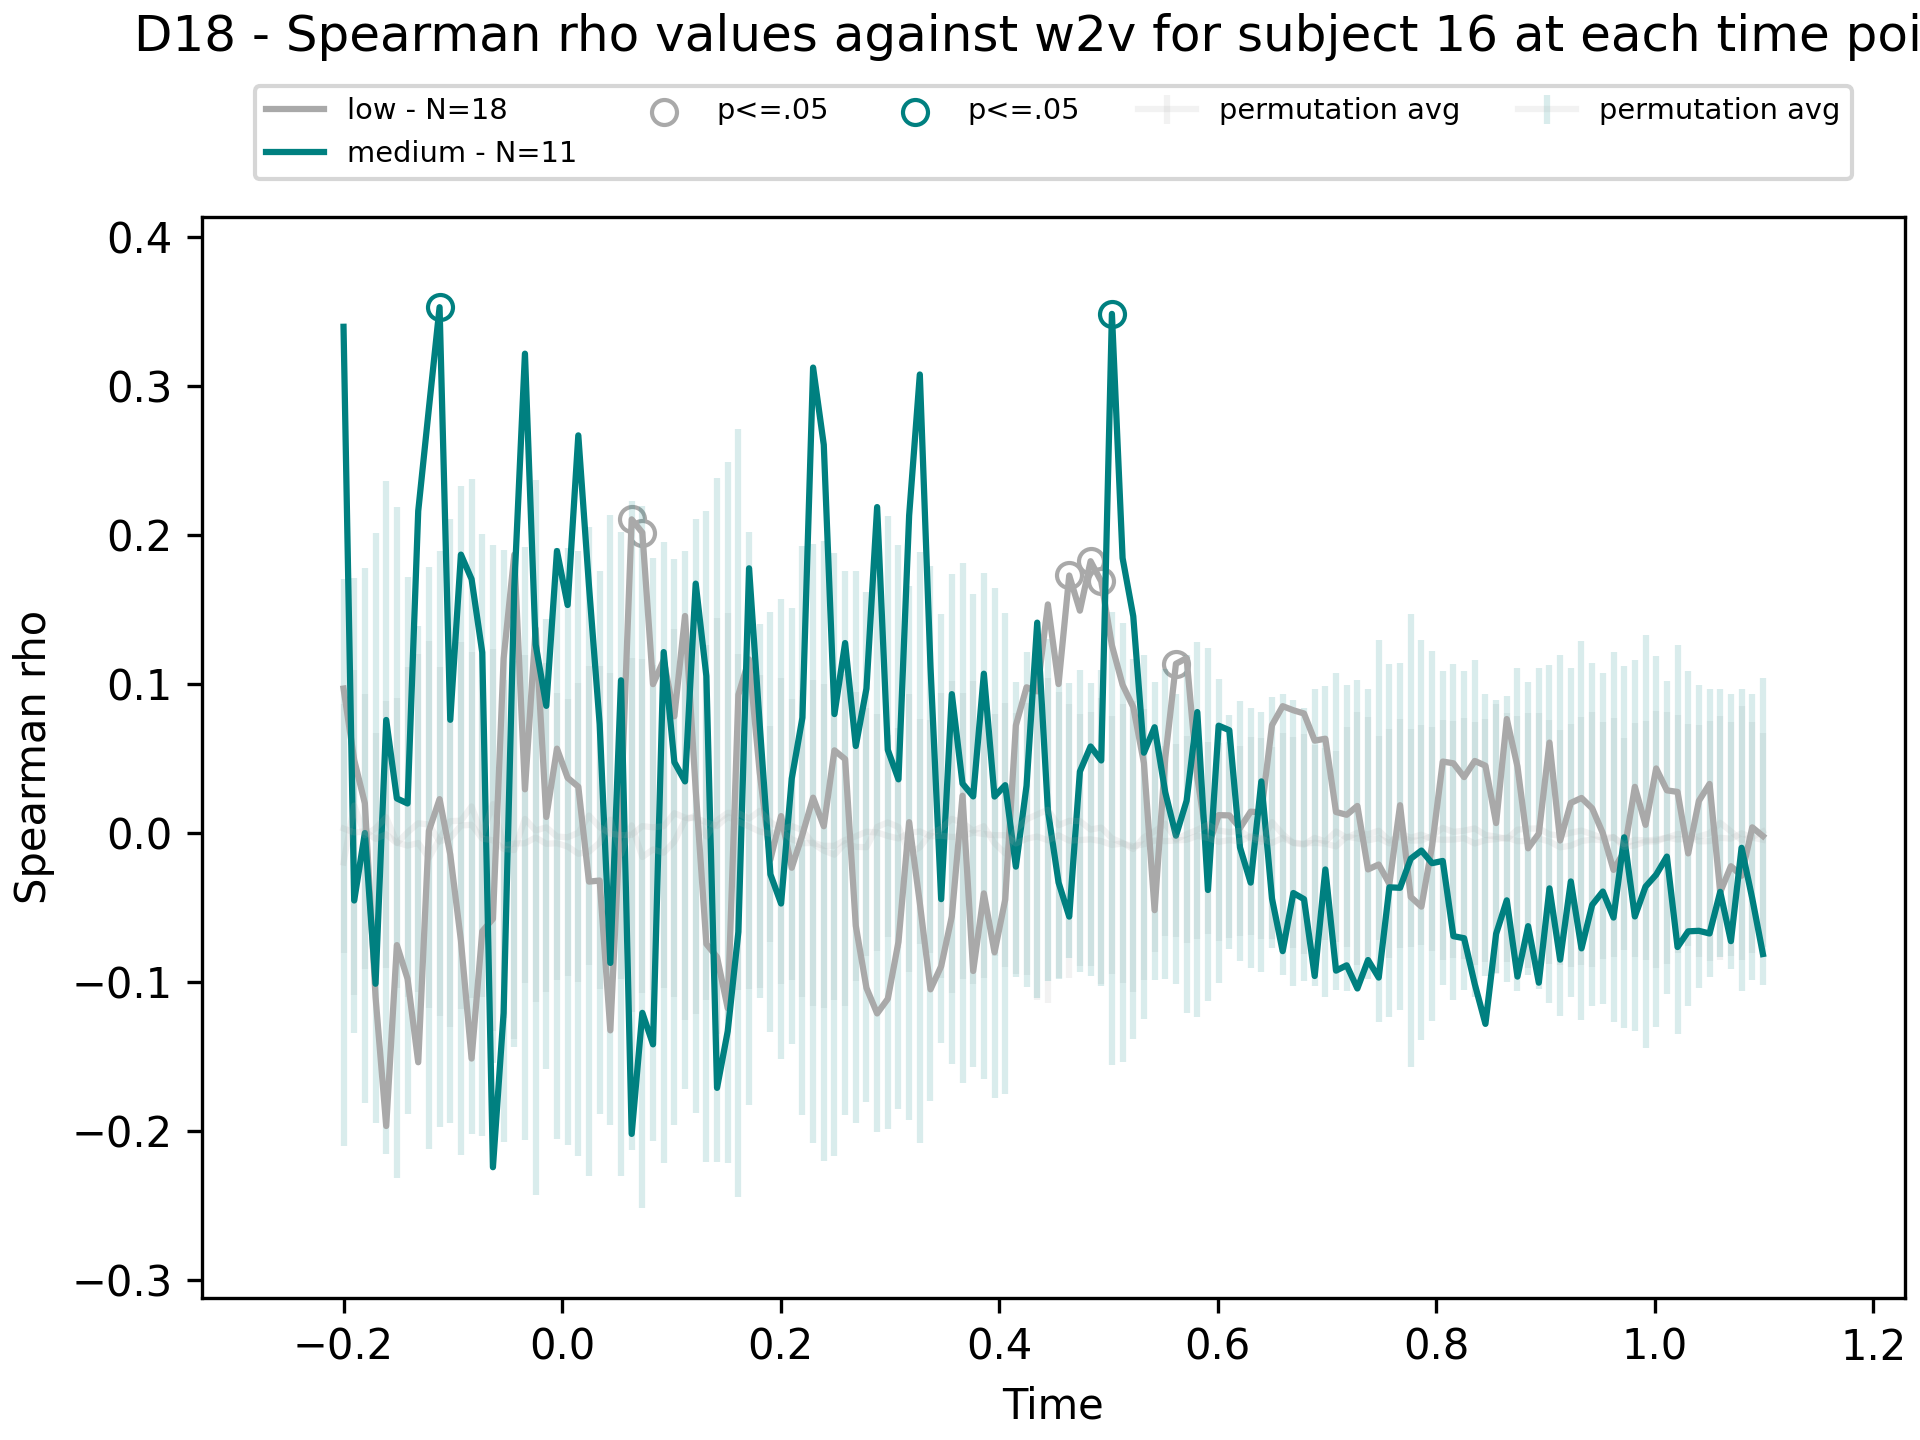 D18 - Spearman rho values against w2v for subject 16 at each time poi
low - N=18
medium - N=11
p<=.05
p<=.05
permutation avg
permutation avg
Spearman rho
0.4
0.3
0.2
0.1
0.0
−0.1
−0.2
−0.3
−0.2
0.0
0.2
0.4
0.6
0.8
1.0
1.2
Time